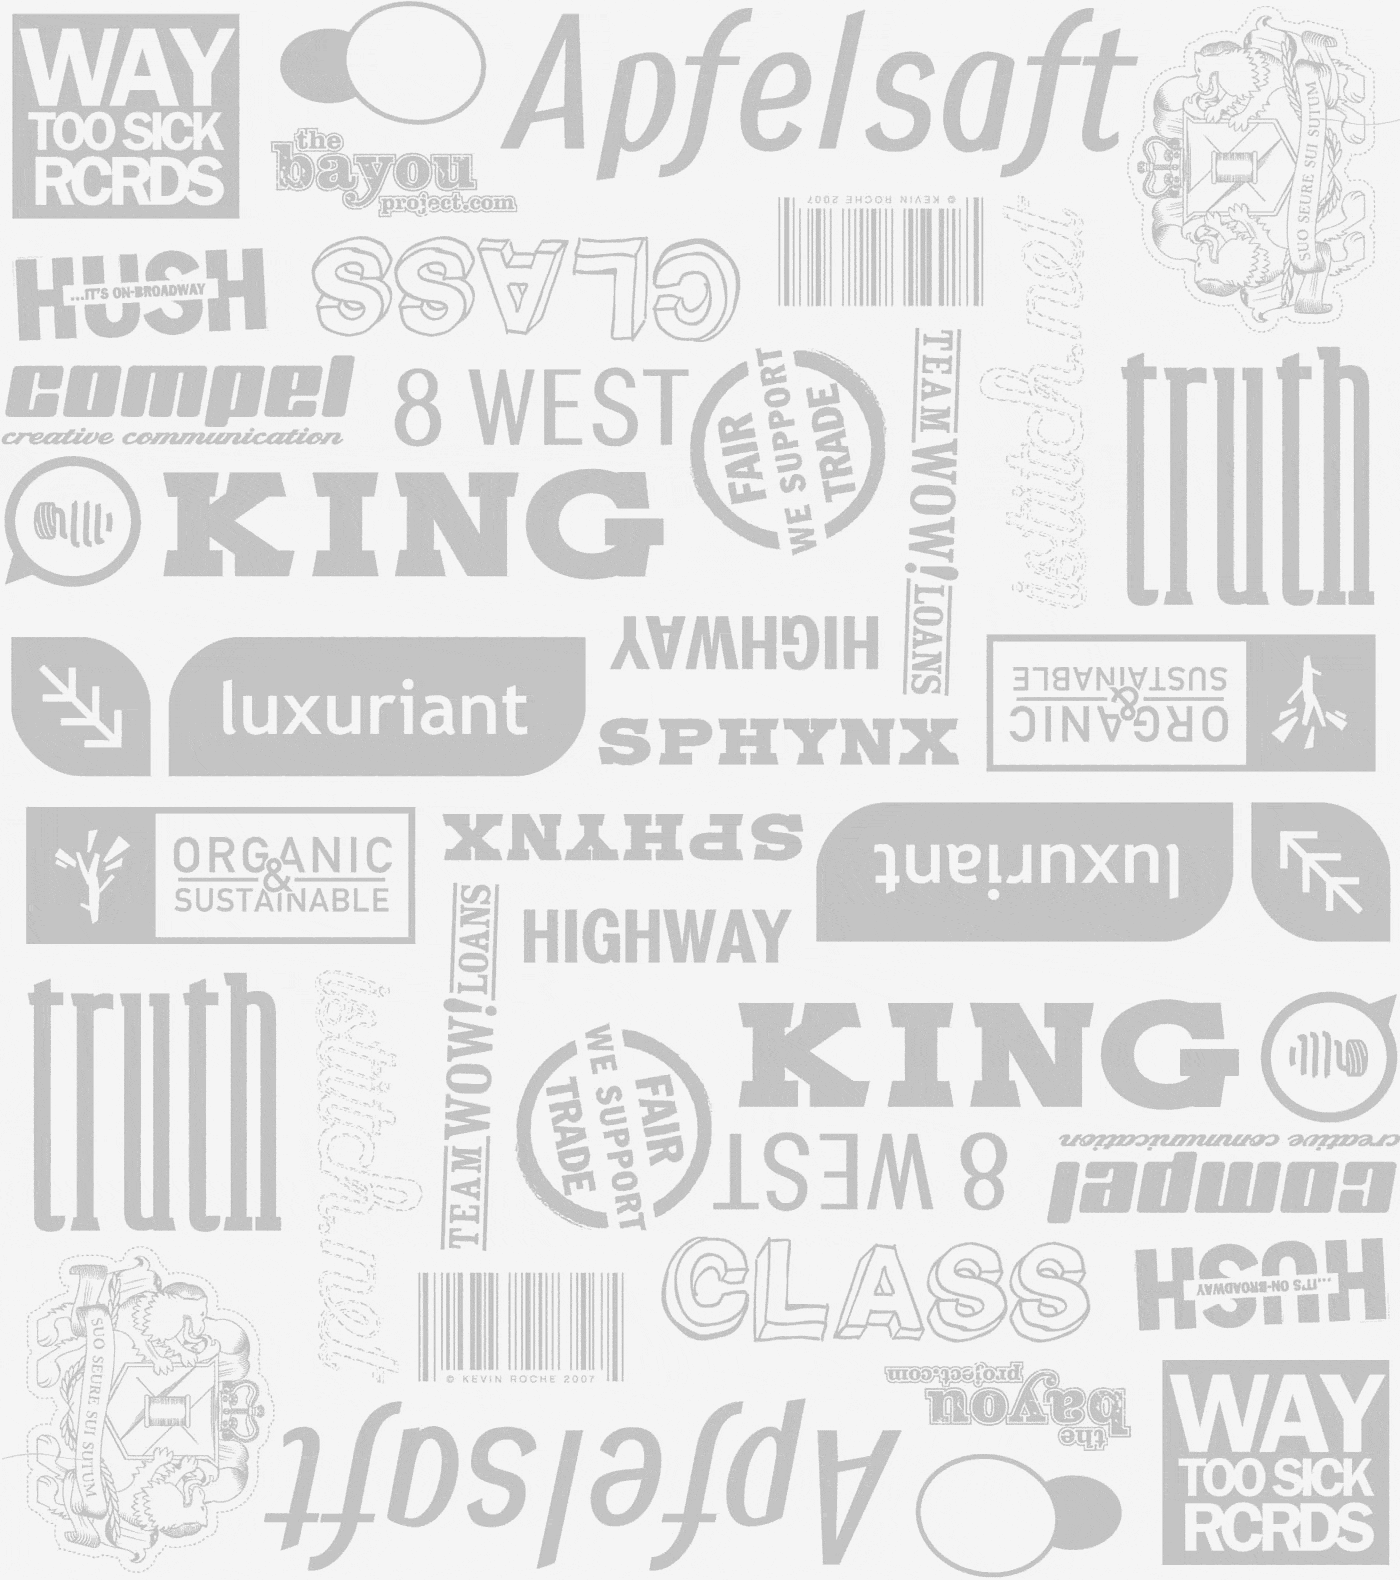 WAY
TOO SICK
RCRDS
the
bayou
project.com
Apfelsaft
SUO SEURE SUI SUTUM
© KEVIN ROCHE 2007
HUSH
...IT'S ON-BROADWAY
CLASS
istitch.net
compel
creative communication
8 WEST
FAIR
WE SUPPORT
TRADE
TEAM WOW! LOANS
truth
KING
HIGHWAY
luxuriant
SPHYNX
ORGANIC
&
SUSTAINABLE
ORGANIC
&
SUSTAINABLE
SPHYNX
luxuriant
HIGHWAY
TEAM WOW! LOANS
truth
istitch.net
KING
FAIR
WE SUPPORT
TRADE
8 WEST
compel
creative communication
CLASS
HUSH
...IT'S ON-BROADWAY
SUO SEURE SUI SUTUM
© KEVIN ROCHE 2007
Apfelsaft
the
bayou
project.com
WAY
TOO SICK
RCRDS